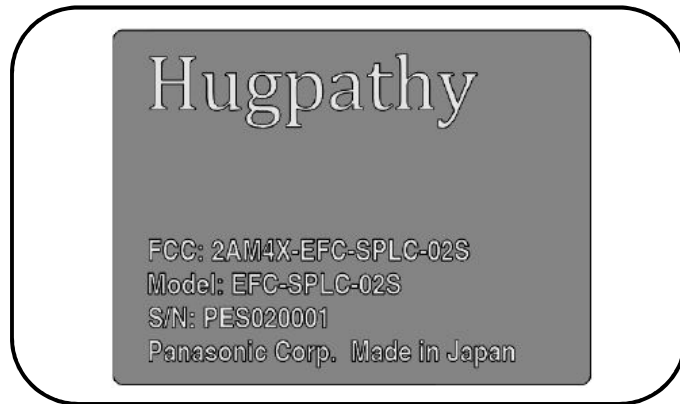 Hugpathy
FCC: 2AM4X-EFC-SPLC-02S
Model: EFC-SPLC-02S
S/N: PES020001
Panasonic Corp. Made in Japan